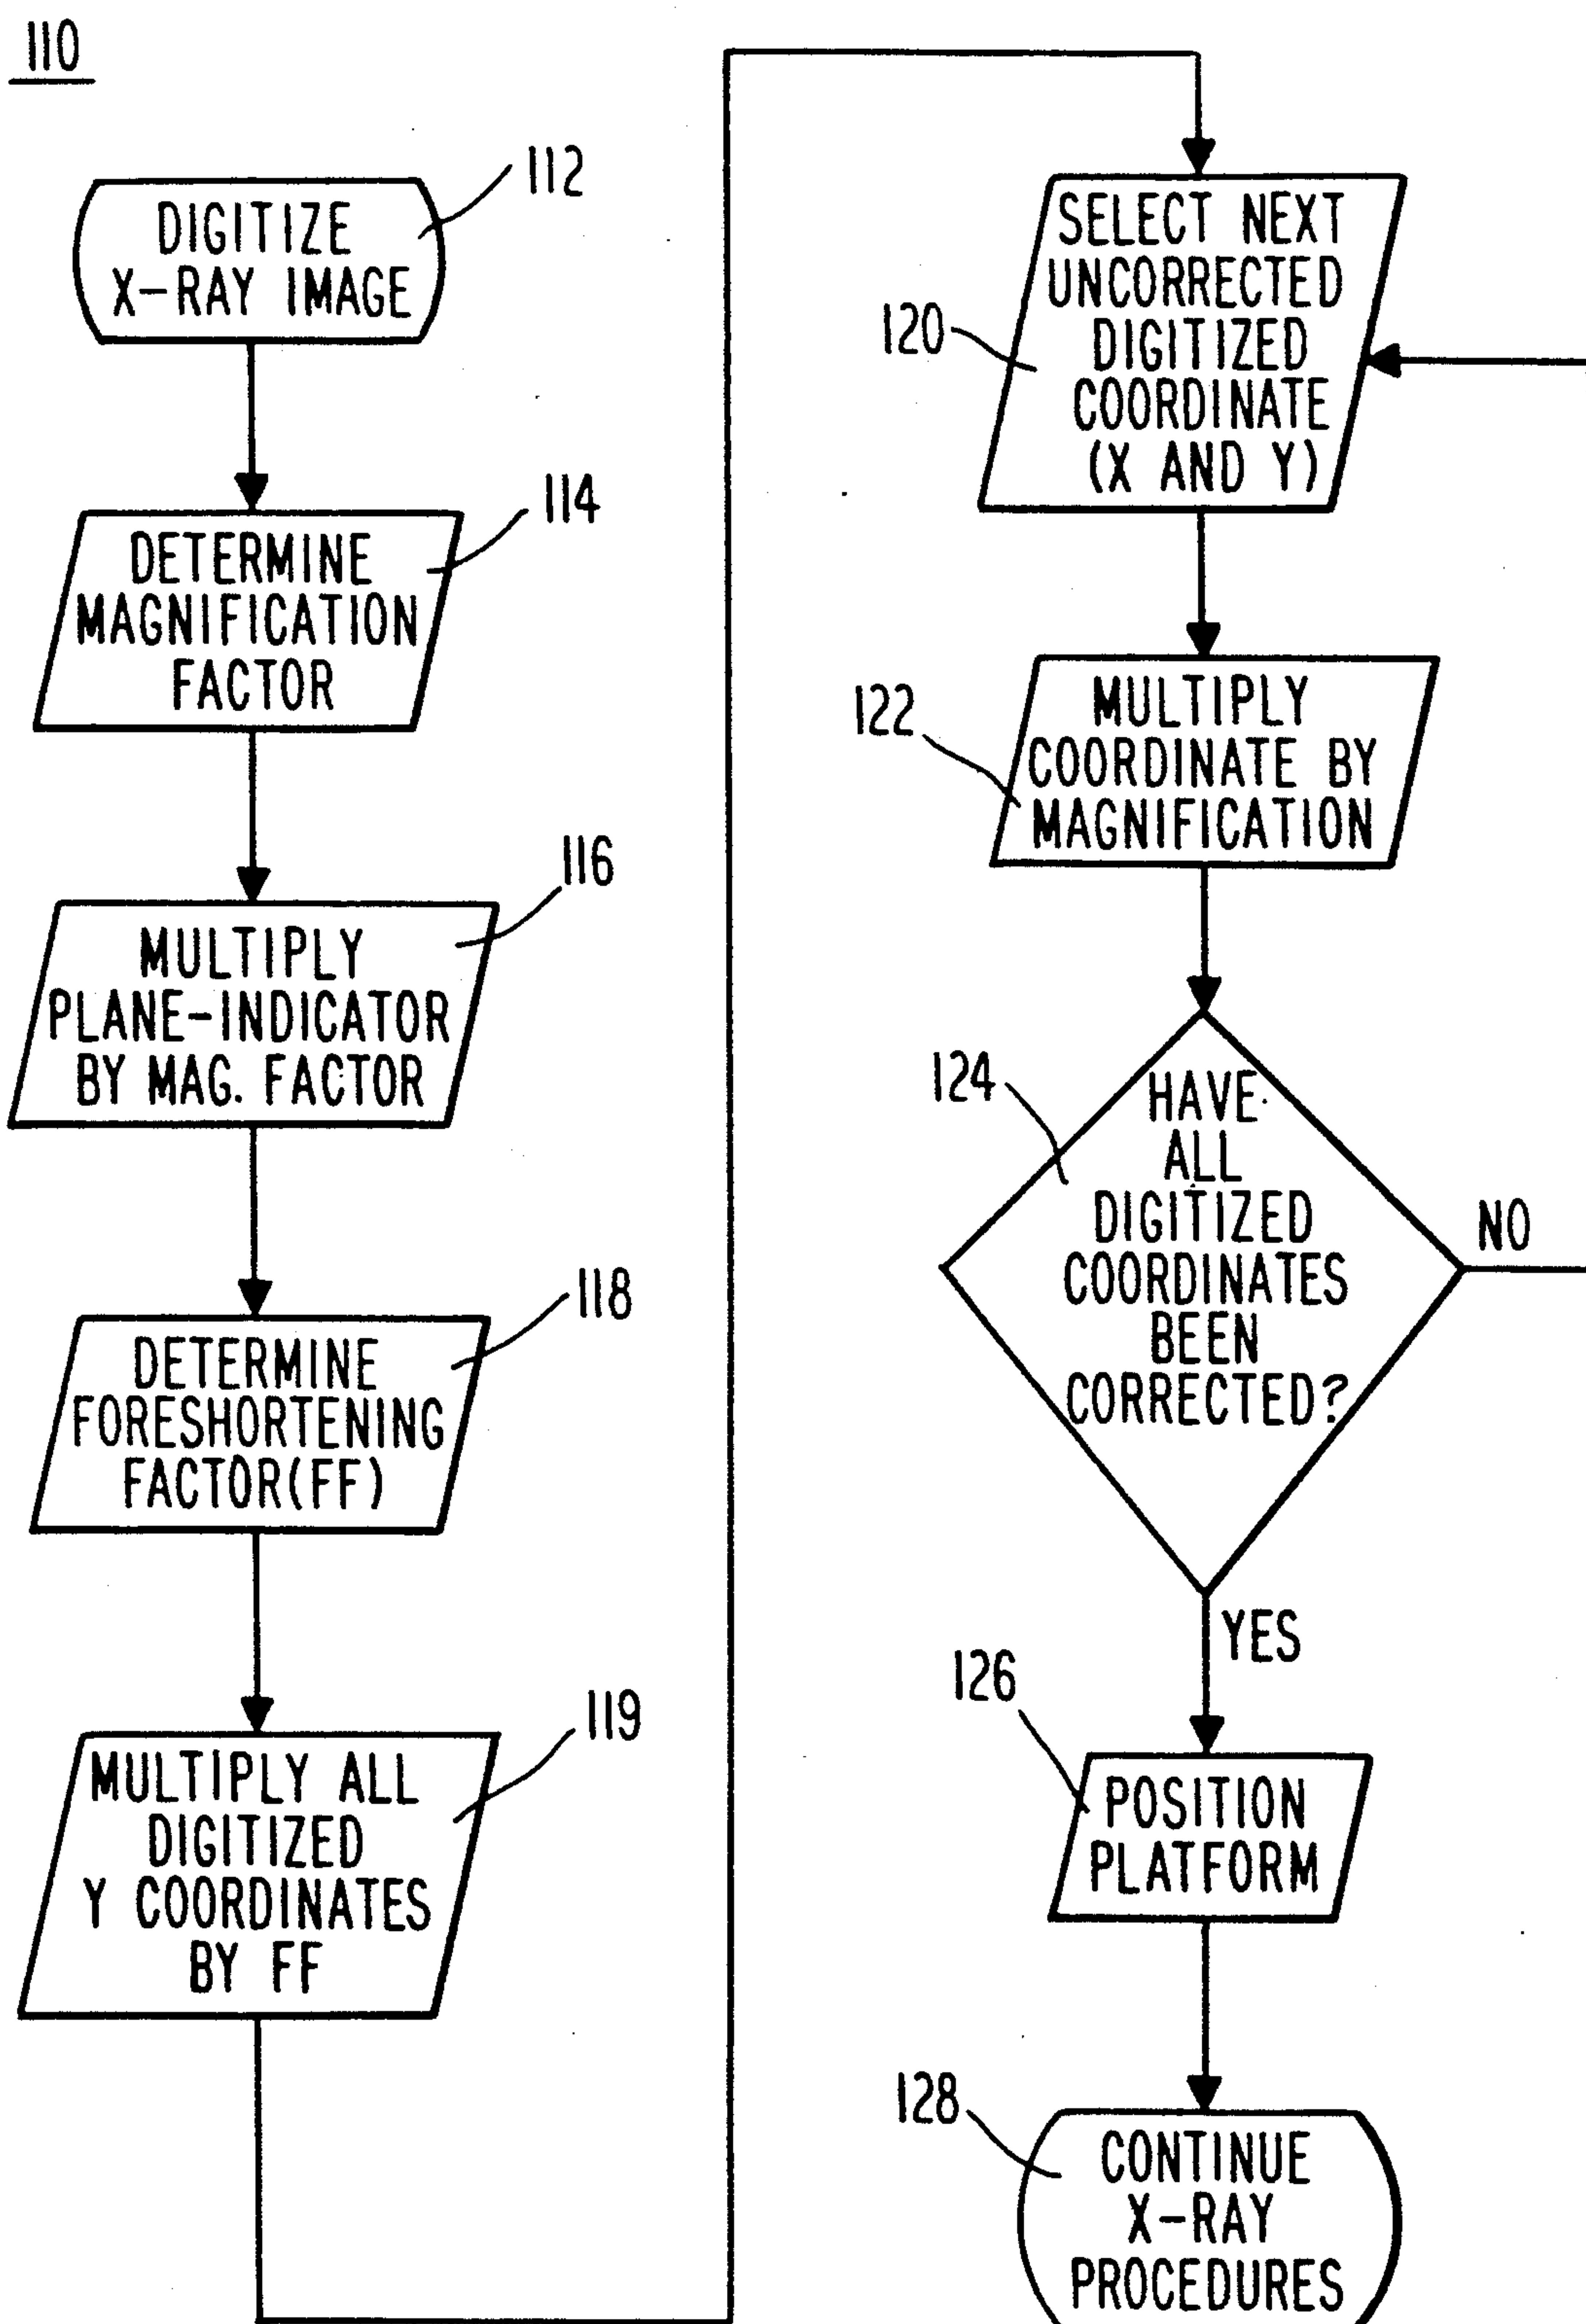 110
112
DIGITIZE
X-RAY IMAGE
114
DETERMINE
MAGNIFICATION
FACTOR
116
MULTIPLY
PLANE-INDICATOR
BY MAG. FACTOR
118
DETERMINE
FORESHORTENING
FACTOR(FF)
119
MULTIPLY ALL
DIGITIZED
Y COORDINATES
BY FF
120
SELECT NEXT
UNCORRECTED
DIGITIZED
COORDINATE
(X AND Y)
122
MULTIPLY
COORDINATE BY
MAGNIFICATION
124
HAVE
ALL
DIGITIZED
COORDINATES
BEEN
CORRECTED?
NO
YES
126
POSITION
PLATFORM
128
CONTINUE
X-RAY
PROCEDURES